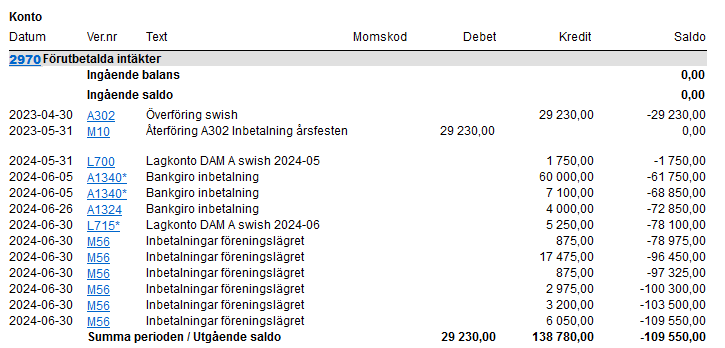 Konto
Datum Ver.nr Text Momskod Debet Kredit Saldo
2970 Förutbetalda intäkter
Ingående balans 0,00
Ingående saldo 0,00
2023-04-30 A302 Överföring swish 29 230,00 -29 230,00
2023-05-31 M10 Återföring A302 Inbetalning årsfesten 29 230,00 0,00
2024-05-31 L700 Lagkonto DAM A swish 2024-05 1 750,00 -1 750,00
2024-06-05 A1340* Bankgiro inbetalning 60 000,00 -61 750,00
2024-06-05 A1340* Bankgiro inbetalning 7 100,00 -68 850,00
2024-06-26 A1324 Bankgiro inbetalning 4 000,00 -72 850,00
2024-06-30 L715* Lagkonto DAM A swish 2024-06 5 250,00 -78 100,00
2024-06-30 M56 Inbetalningar föreningslägret 875,00 -78 975,00
2024-06-30 M56 Inbetalningar föreningslägret 17 475,00 -96 450,00
2024-06-30 M56 Inbetalningar föreningslägret 875,00 -97 325,00
2024-06-30 M56 Inbetalningar föreningslägret 2 975,00 -100 300,00
2024-06-30 M56 Inbetalningar föreningslägret 3 200,00 -103 500,00
2024-06-30 M56 Inbetalningar föreningslägret 6 050,00 -109 550,00
Summa perioden / Utgående saldo 29 230,00 138 780,00 -109 550,00